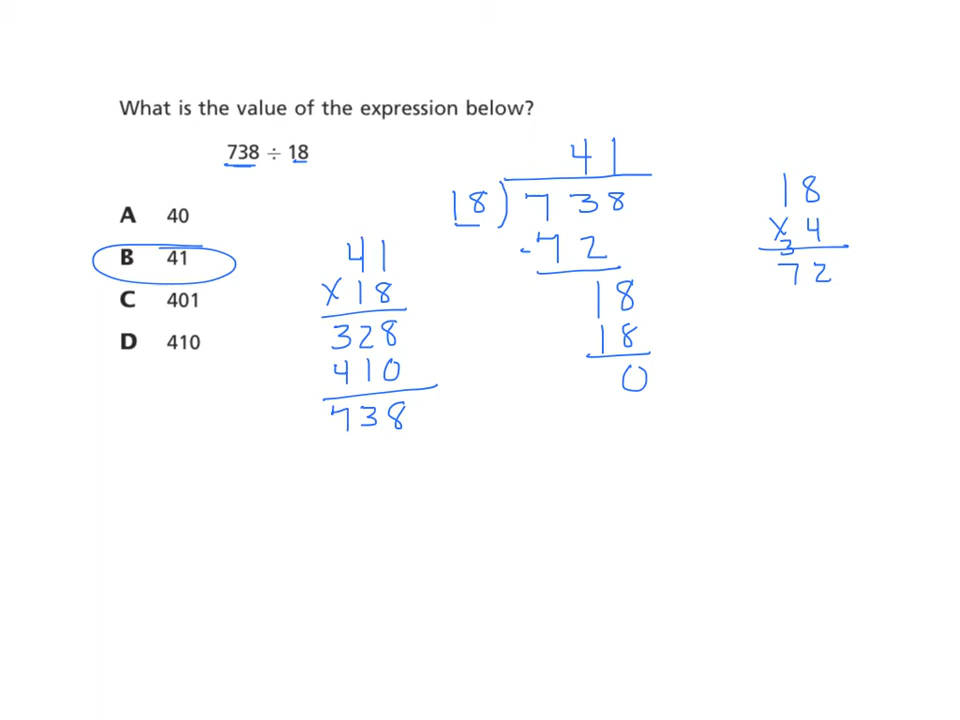 What is the value of the expression below?
738 ÷ 18
A 40
B 41
C 401
D 410
41
× 18
328
410
738
41
18 ) 738
- 72
18
18
0
18
× 4
3
72